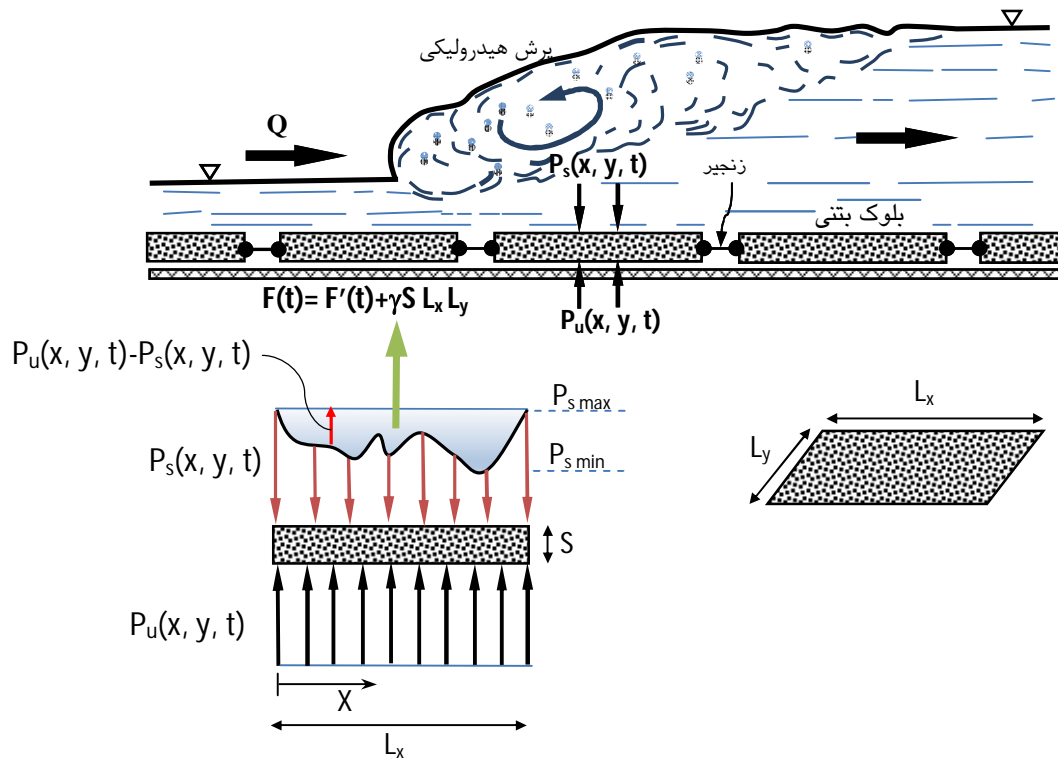 پرش هیدرولیکی
Q
Ps(x, y, t)
زنجیر
بلوک بتنی
F(t)= F'(t)+γS Lx Ly
Pu(x, y, t)
Pu(x, y, t)-Ps(x, y, t)
Ps max
Lx
Ly
Ps(x, y, t)
Ps min
S
Pu(x, y, t)
X
Lx